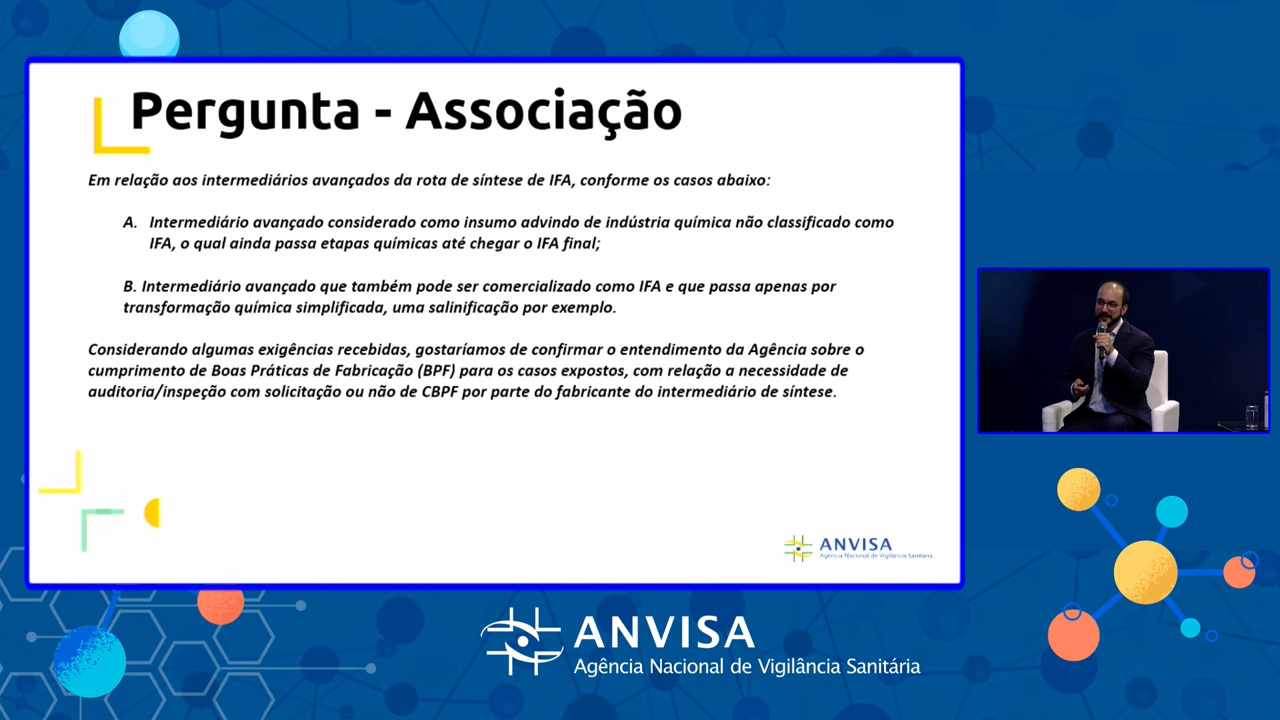 Pergunta - Associação
Em relação aos intermediários avançados da rota de síntese de IFA, conforme os casos abaixo:
A. Intermediário avançado considerado como insumo advindo de indústria química não classificado como
IFA, o qual ainda passa etapas químicas até chegar o IFA final;
B. Intermediário avançado que também pode ser comercializado como IFA e que passa apenas por
transformação química simplificada, uma salinificação por exemplo.
Considerando algumas exigências recebidas, gostaríamos de confirmar o entendimento da Agência sobre o
cumprimento de Boas Práticas de Fabricação (BPF) para os casos expostos, com relação a necessidade de
auditoria/inspeção com solicitação ou não de CBPF por parte do fabricante do intermediário de síntese.
ANVISA
Agência Nacional de Vigilância Sanitária
ANVISA
Agência Nacional de Vigilância Sanitária